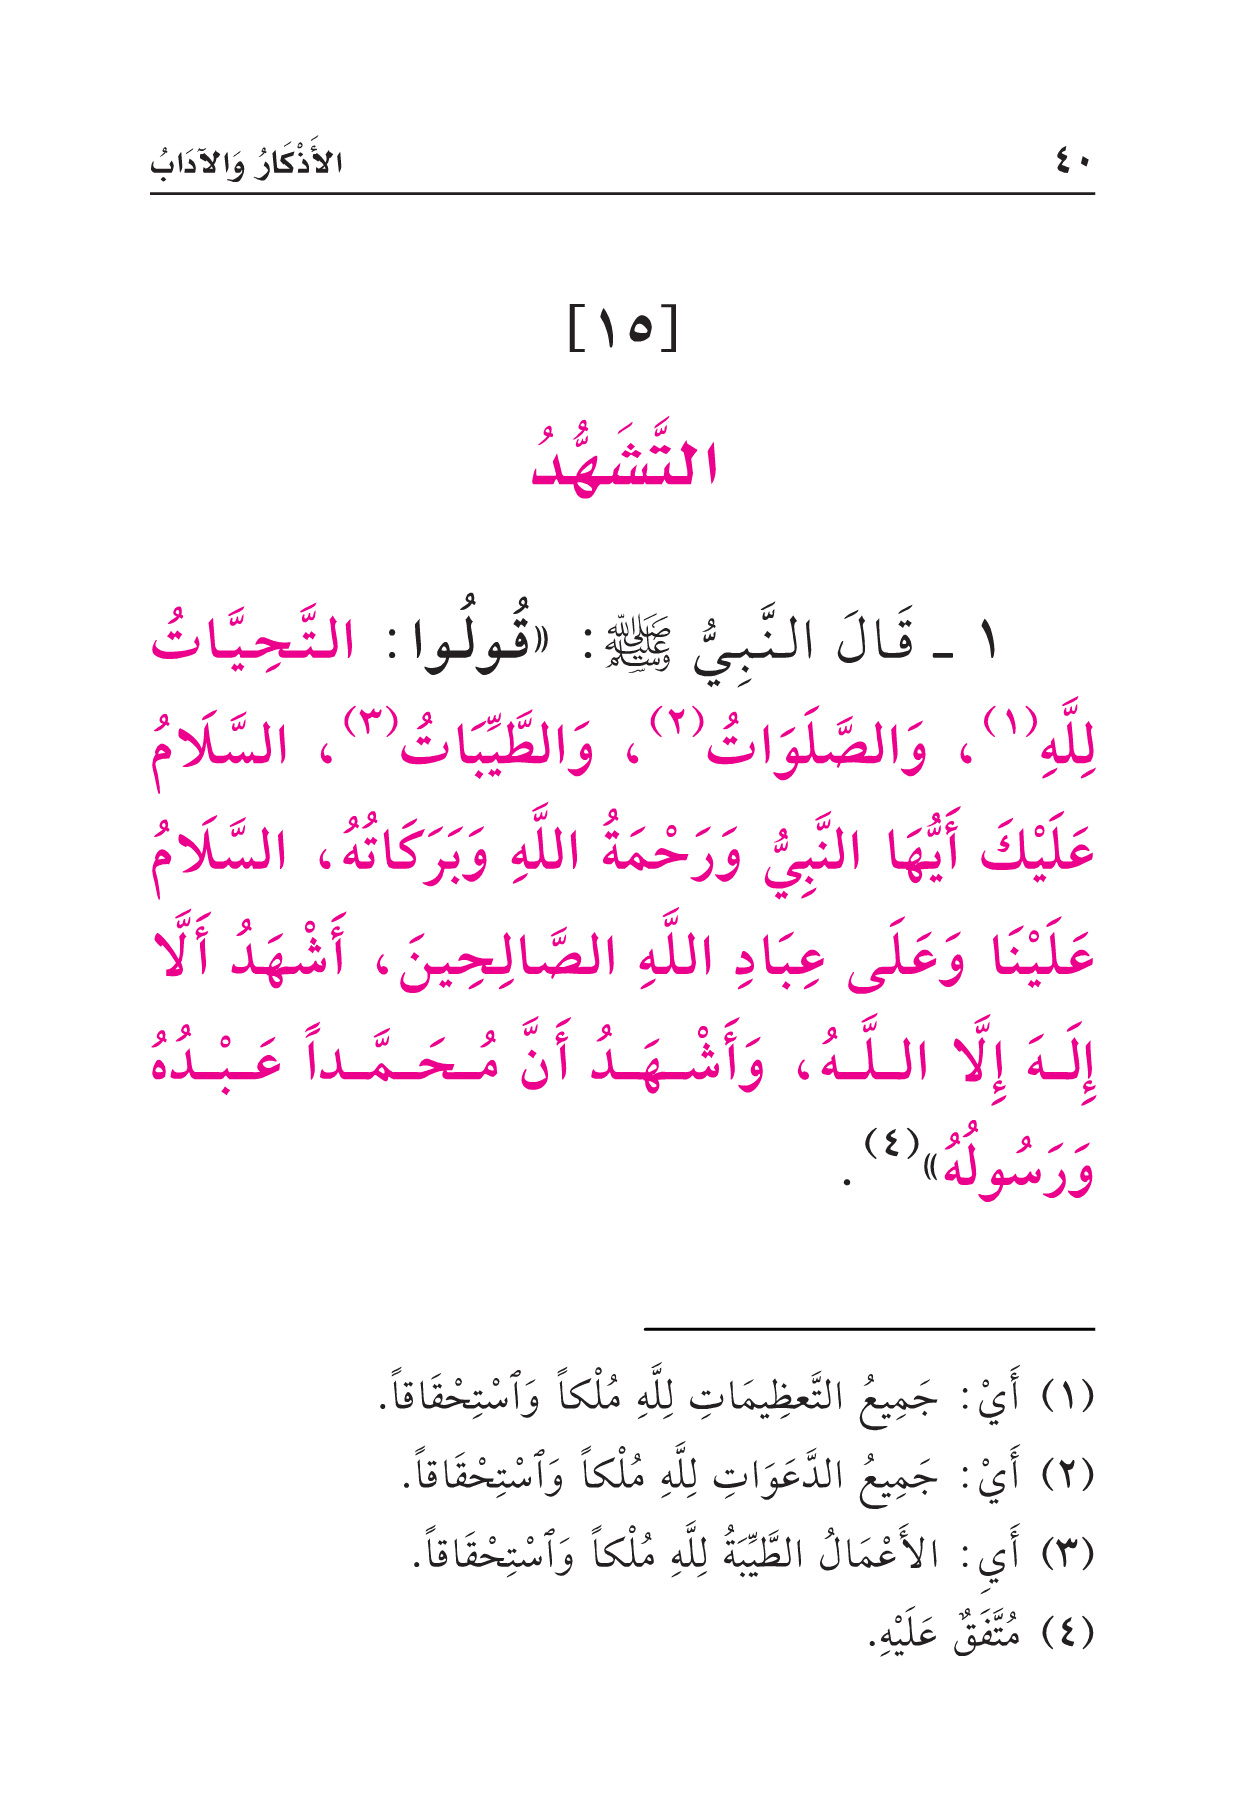 ٤٠ الأَذْكَارُ وَالآدَابُ
[١٥]
التَّشَهُّدُ
١ ـ قَالَ النَّبِيُّ ﷺ: «قُولُوا: التَّحِيَّاتُ
لِلَّهِ(١)، وَالصَّلَوَاتُ(٢)، وَالطَّيِّبَاتُ(٣)، السَّلَامُ
عَلَيْكَ أَيُّهَا النَّبِيُّ وَرَحْمَةُ اللَّهِ وَبَرَكَاتُهُ، السَّلَامُ
عَلَيْنَا وَعَلَى عِبَادِ اللَّهِ الصَّالِحِينَ، أَشْهَدُ أَلَّا
إِلَهَ إِلَّا اللَّهُ، وَأَشْهَدُ أَنَّ مُحَمَّداً عَبْدُهُ
وَرَسُولُهُ»(٤).
(١) أَيْ: جَمِيعُ التَّعظِيمَاتِ لِلَّهِ مُلْكاً وَٱسْتِحْقَاقاً.
(٢) أَيْ: جَمِيعُ الدَّعَوَاتِ لِلَّهِ مُلْكاً وَٱسْتِحْقَاقاً.
(٣) أَيِ: الأَعْمَالُ الطَّيِّبَةُ لِلَّهِ مُلْكاً وَٱسْتِحْقَاقاً.
(٤) مُتَّفَقٌ عَلَيْهِ.